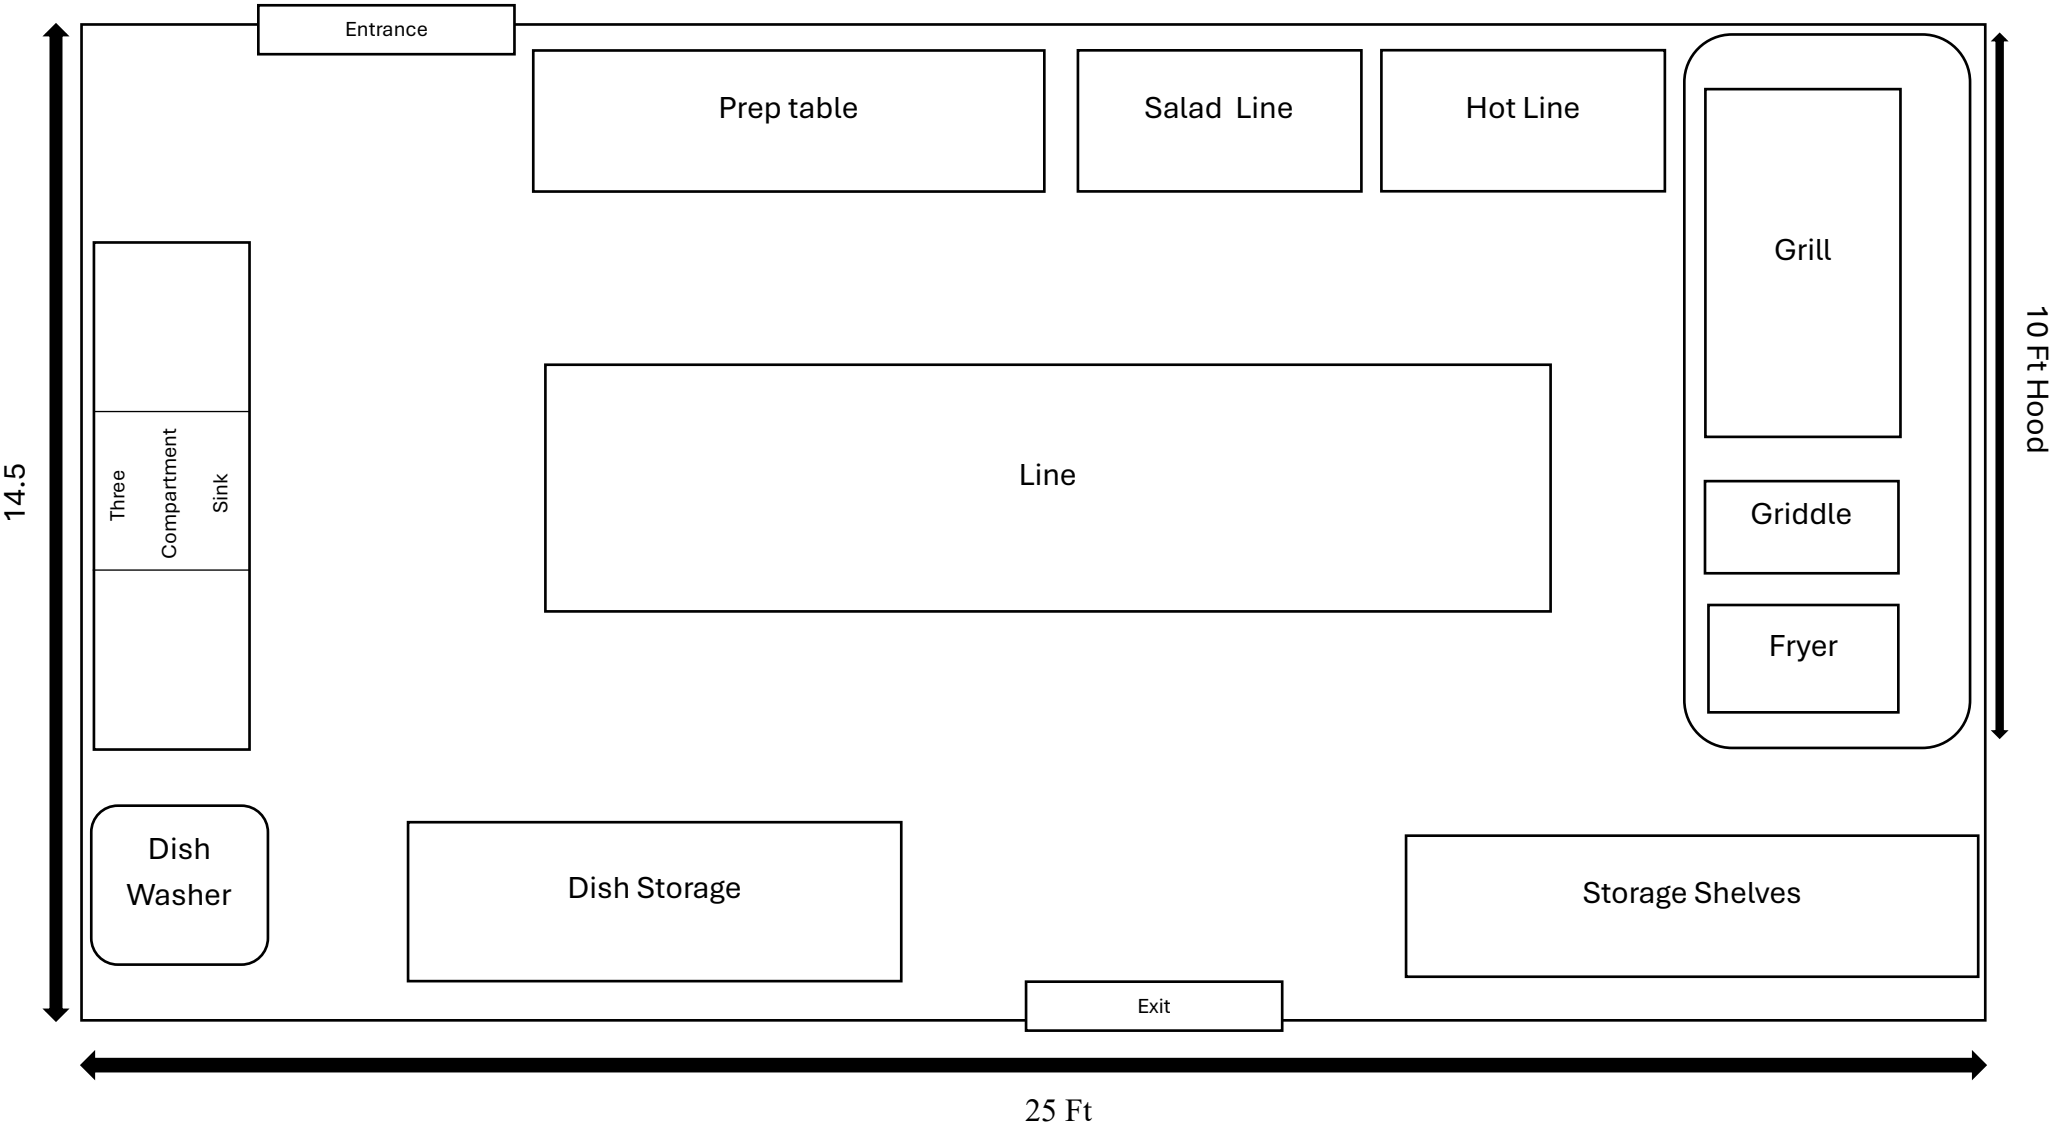 Entrance
Prep table
Salad  Line
Hot Line
Grill
10 Ft Hood
14.5
Three
Compartment
Sink
Line
Griddle
Fryer
Dish
Washer
Dish Storage
Storage Shelves
Exit
25 Ft